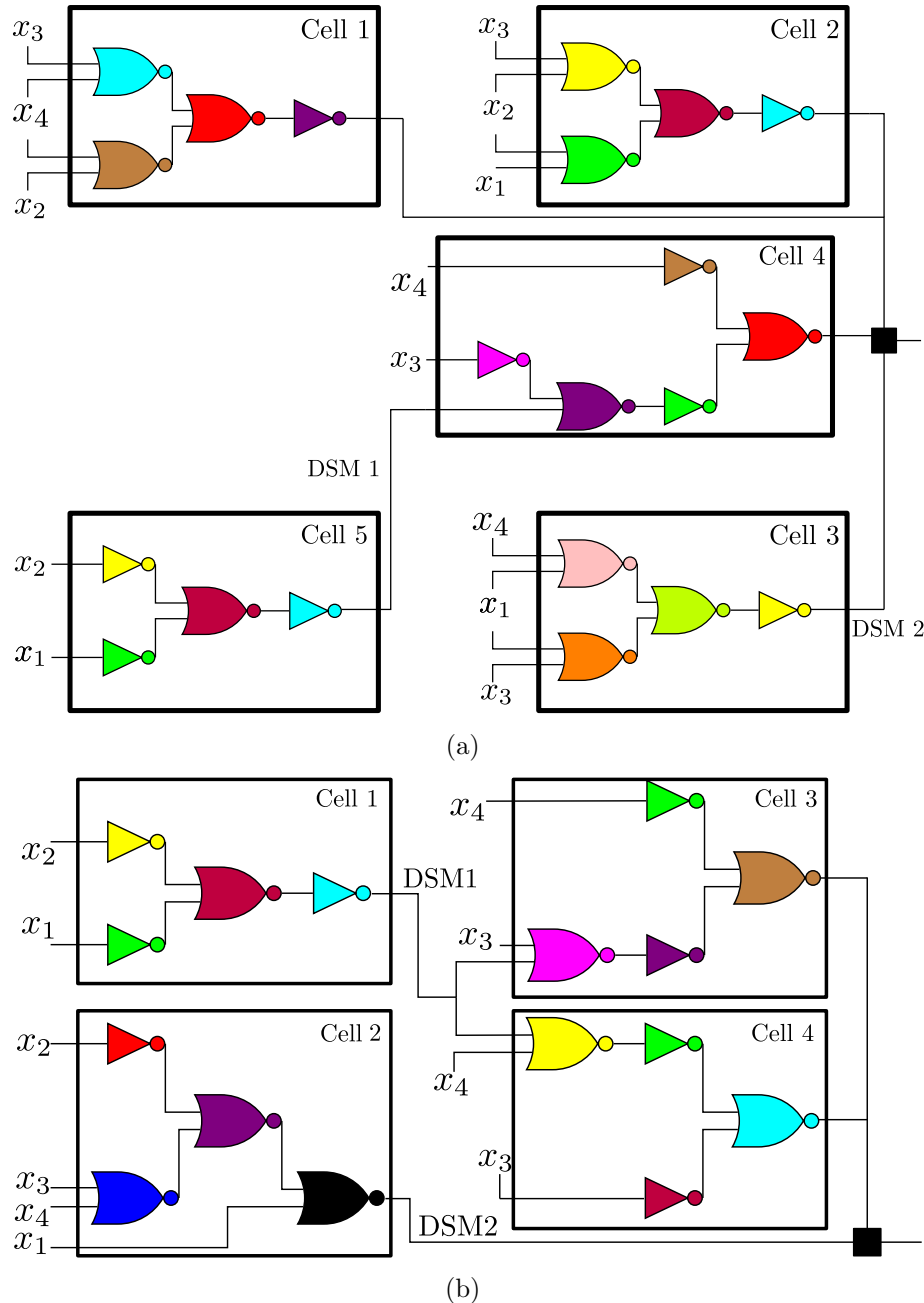 x3 Cell 1 x3 Cell 2
x4 x2
x2 x1
Cell 4
x4
x3
DSM 1
Cell 5 x4 Cell 3
x2
x1
DSM 2
x1 x3
(a)
Cell 1 x4 Cell 3
x2
DSM1
x1 x3
Cell 2 Cell 4
x2
x4
x3
x3
x4
x1 DSM2
(b)